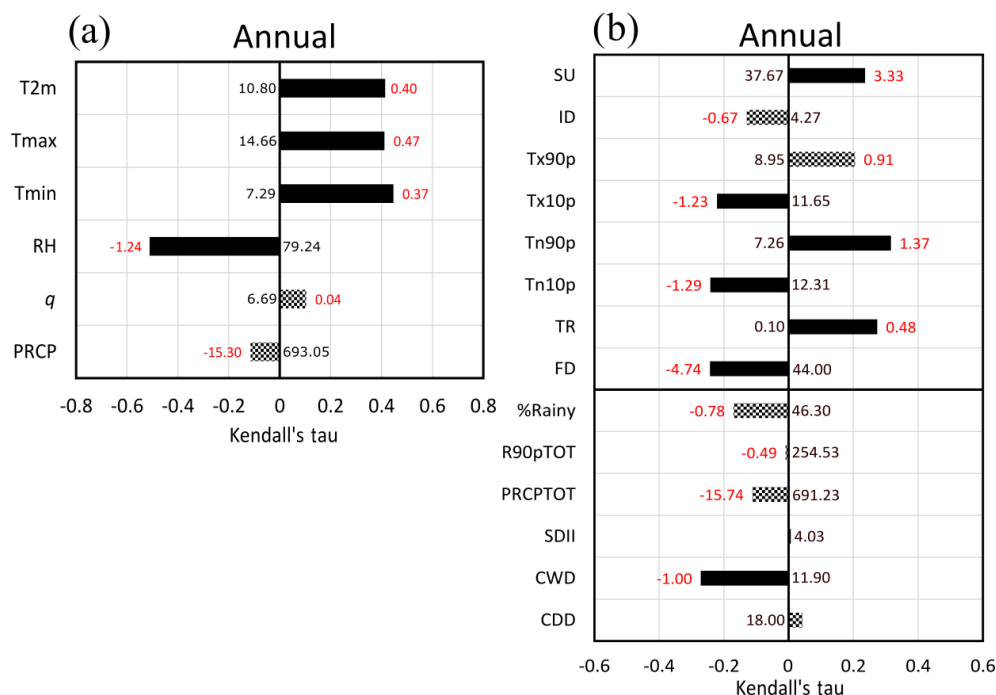 (a)
Annual
T2m 10.80 0.40
Tmax 14.66 0.47
Tmin 7.29 0.37
RH -1.24 79.24
q 6.69 0.04
PRCP -15.30 693.05
-0.8 -0.6 -0.4 -0.2 0 0.2 0.4 0.6 0.8
Kendall's tau
(b)
Annual
SU 37.67 3.33
ID -0.67 4.27
Tx90p 8.95 0.91
Tx10p -1.23 11.65
Tn90p 7.26 1.37
Tn10p -1.29 12.31
TR 0.10 0.48
FD -4.74 44.00
%Rainy -0.78 46.30
R90pTOT -0.49 254.53
PRCPTOT -15.74 691.23
SDII 4.03
CWD -1.00 11.90
CDD 18.00
-0.6 -0.4 -0.2 0 0.2 0.4 0.6
Kendall's tau